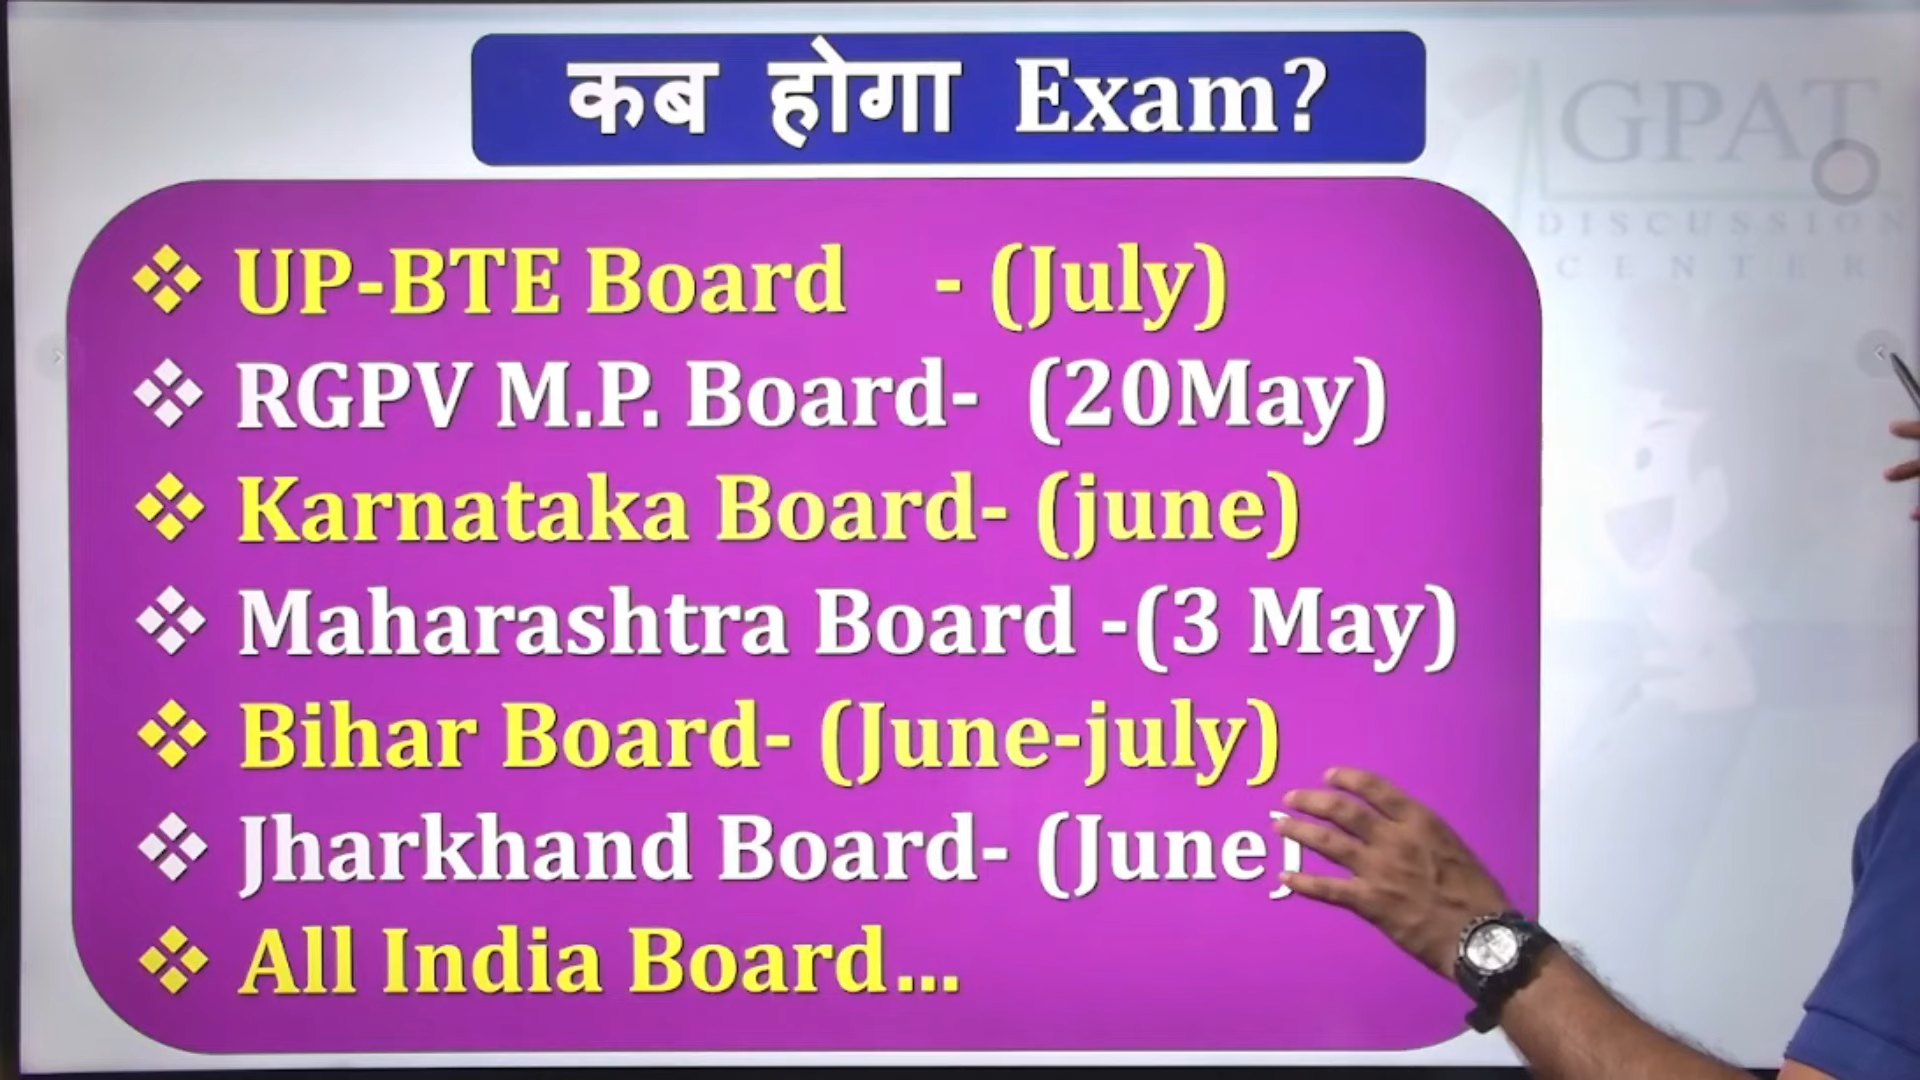 कब होगा Exam?
GPAT
DISCUSSION
CENTER
❖ UP-BTE Board - (July)
❖ RGPV M.P. Board- (20May)
❖ Karnataka Board- (june)
❖ Maharashtra Board -(3 May)
❖ Bihar Board- (June-july)
❖ Jharkhand Board- (June)
❖ All India Board...